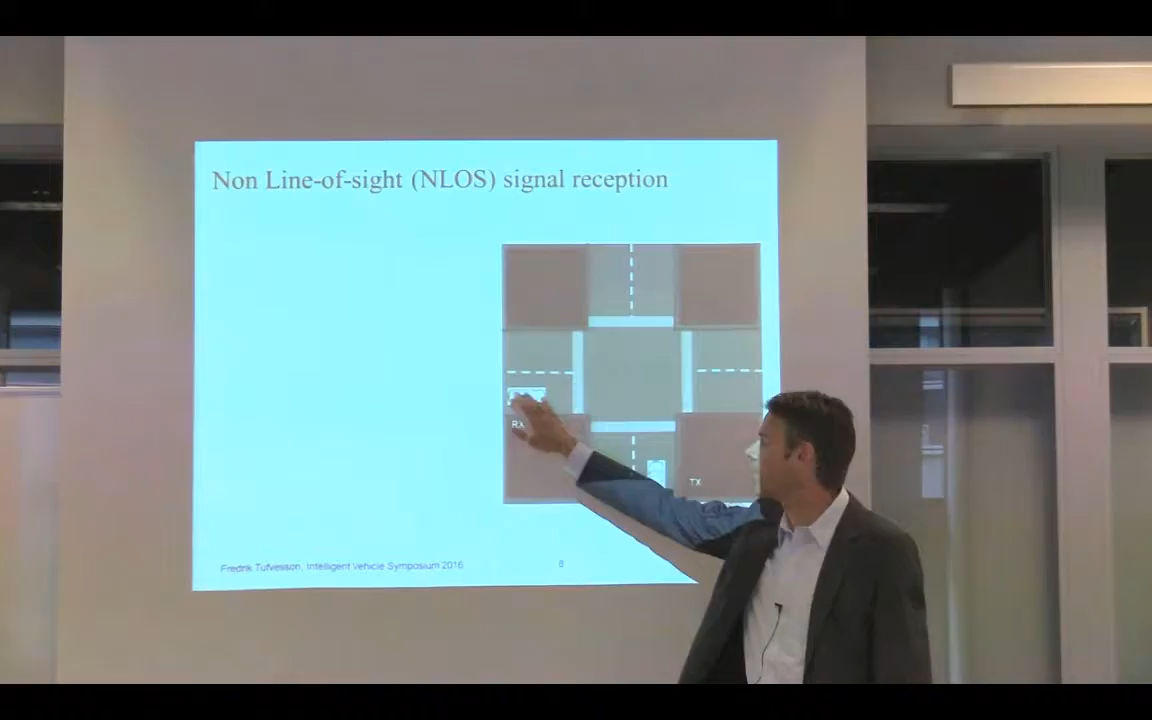 Non Line-of-sight (NLOS) signal reception
RX
TX
Fredrik Tufvesson, Intelligent Vehicle Symposium 2016
8